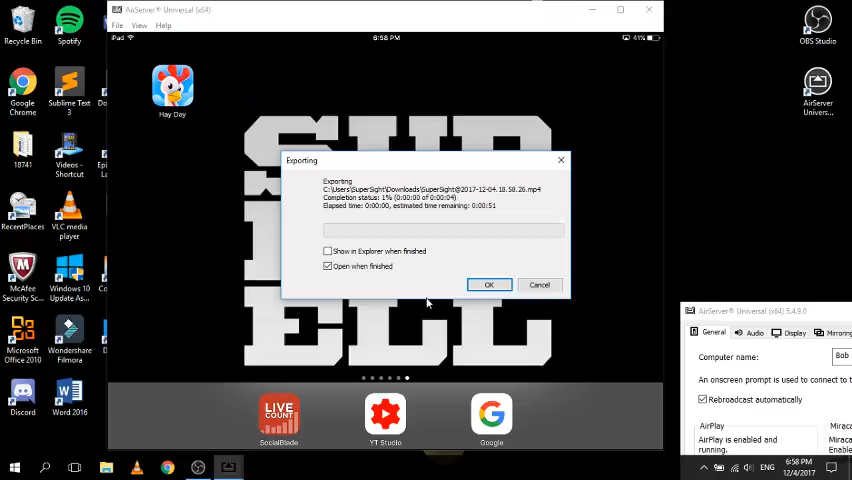 AirServer® Universal (x64)
File View Help
iPad
6:58 PM
41%
Recycle Bin
Spotify
OBS Studio
Google Chrome
Sublime Text 3
AirServer Univers...
18741
Videos - Shortcut
RecentPlaces
VLC media player
McAfee Security Sc...
Windows 10 Update As...
Microsoft Office 2010
Wondershare Filmora
Discord
Word 2016
Hay Day
SUP
ELL
Exporting
Exporting
C:\Users\SuperSight\Downloads\SuperSight@2017-12-04.18.58.26.mp4
Completion status: 1% (0:00:00 of 0:00:04)
Elapsed time: 0:00:00, estimated time remaining: 0:00:51
Show in Explorer when finished
Open when finished
OK
Cancel
LIVE COUNT
SocialBlade
YT Studio
Google
AirServer® Universal (x64) 5.4.9.0
General Audio Display Mirroring
Computer name: Bob
An onscreen prompt is used to connect to t
Rebroadcast automatically
AirPlay
AirPlay is enabled and running.
Mirac
Miraca
Enable
ENG
6:58 PM
12/4/2017